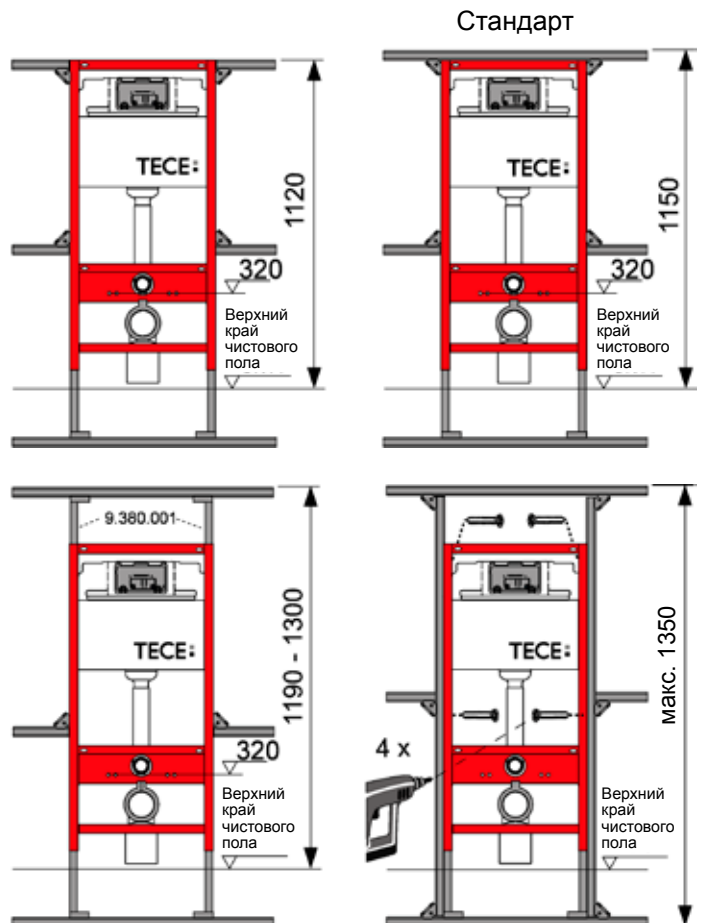 Стандарт
TECE:
1120
320
Верхний
край
чистового
пола
TECE:
1150
320
Верхний
край
чистового
пола
9.380.001
TECE:
1190 - 1300
320
Верхний
край
чистового
пола
TECE:
макс. 1350
4 x
Верхний
край
чистового
пола